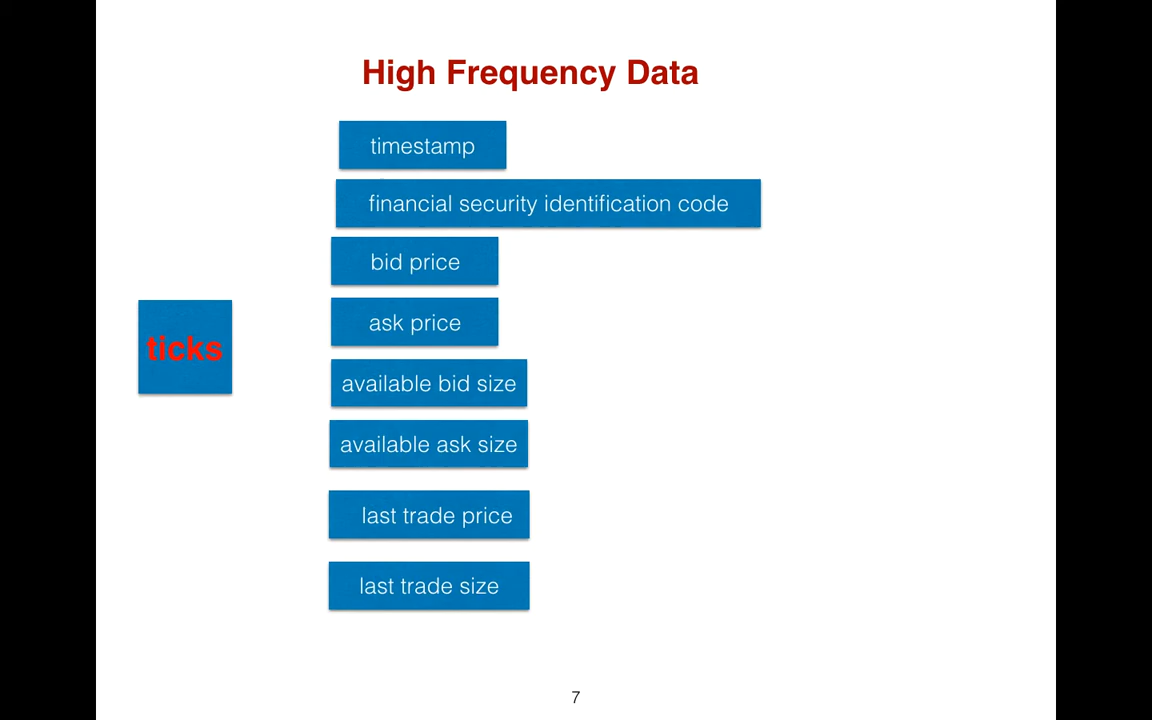 High Frequency Data
timestamp
financial security identification code
bid price
ask price
ticks
available bid size
available ask size
last trade price
last trade size
7